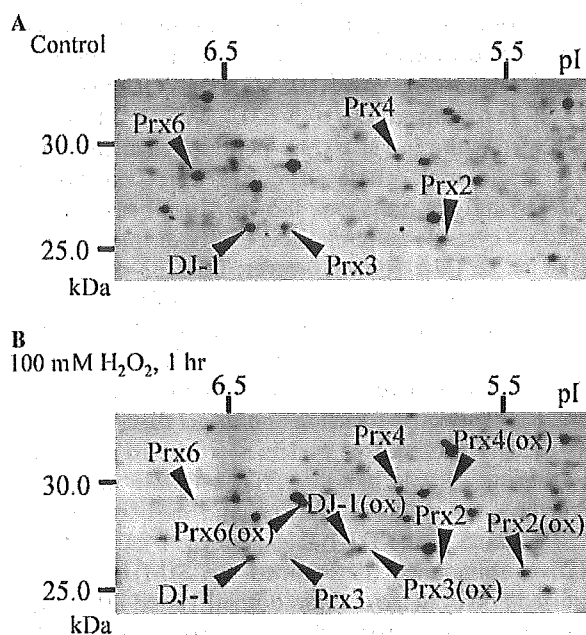 A
Control
6.5 5.5 pI
Prx4
Prx6
30.0
Prx2
25.0
DJ-1 Prx3
kDa
B
100 mM H₂O₂, 1 hr
6.5 5.5 pI
Prx6 Prx4 Prx4(ox)
30.0
DJ-1(ox)
Prx6(ox) Prx2 Prx2(ox)
25.0
DJ-1 Prx3 Prx3(ox)
kDa